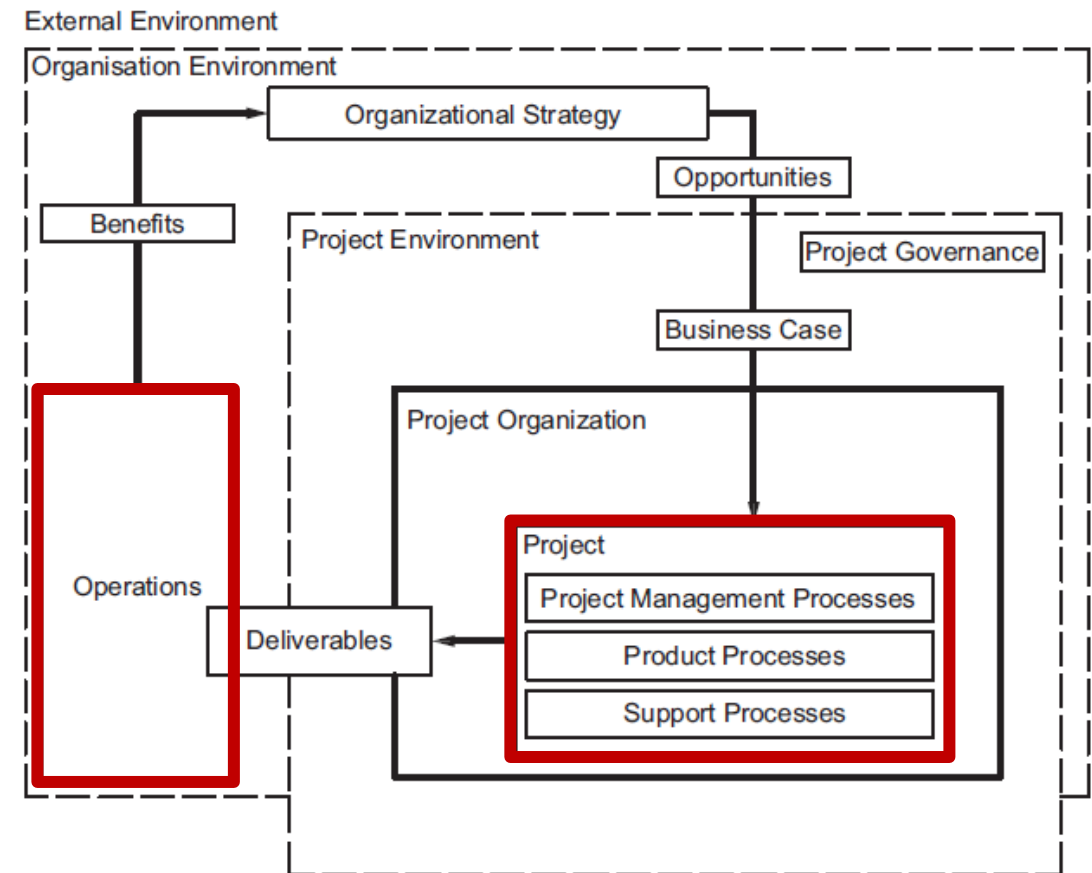 External Environment
Organisation Environment
Organizational Strategy
Opportunities
Benefits
Project Environment
Project Governance
Business Case
Project Organization
Project
Operations
Project Management Processes
Deliverables
Product Processes
Support Processes